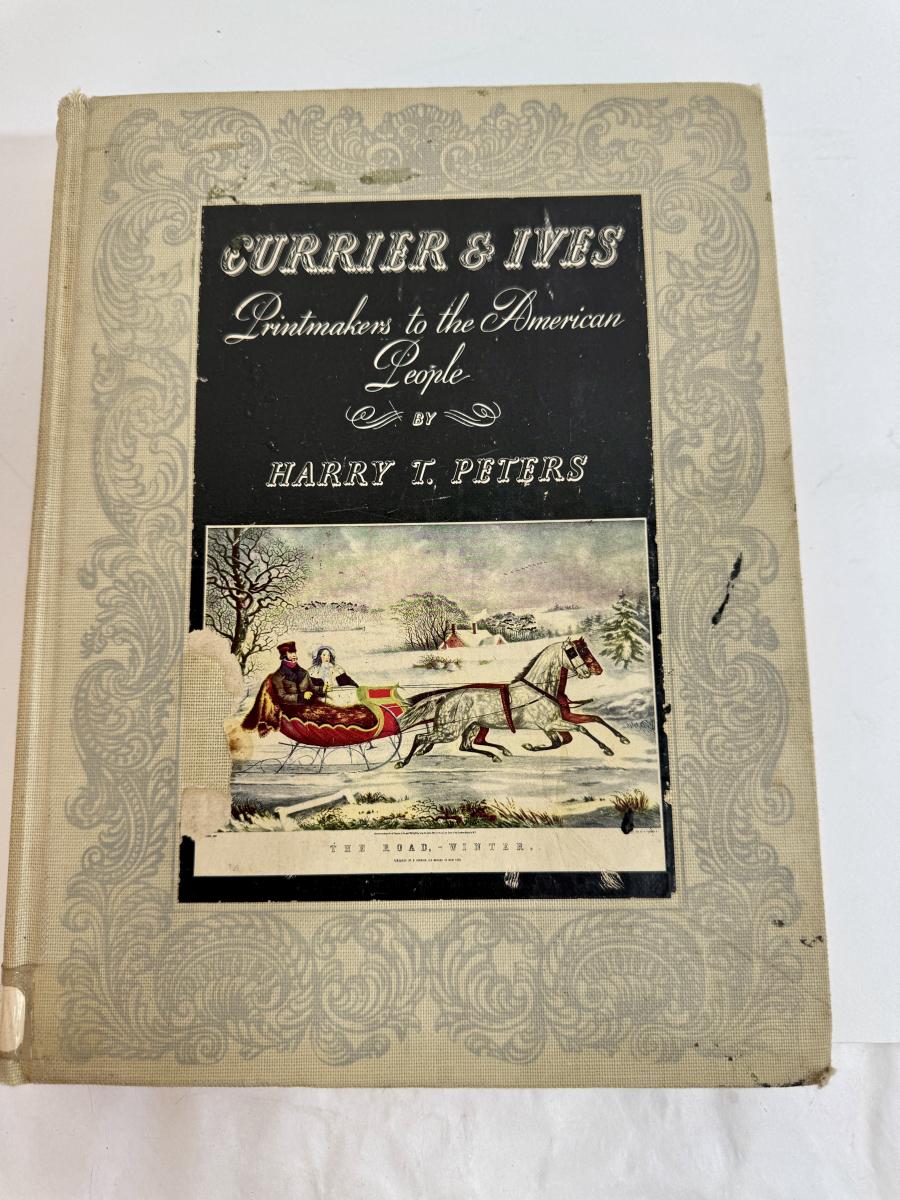 CURRIER & IVES
Printmakers to the American
People
BY
HARRY T. PETERS
THE ROAD, - WINTER.